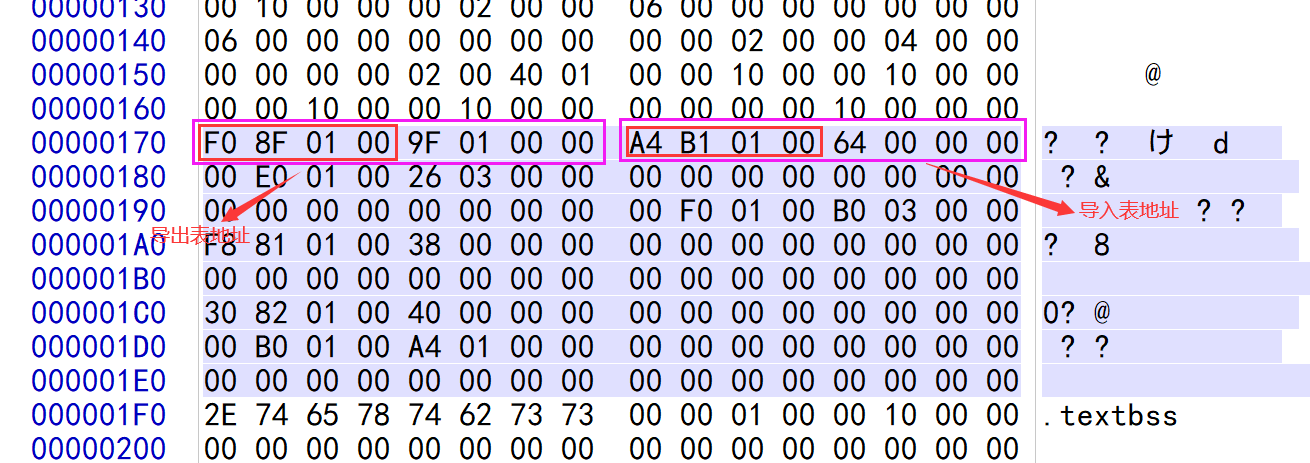 00000130 00 10 00 00 00 02 00 00 06 00 00 00 00 00 00 00
00000140 06 00 00 00 00 00 00 00 A4 00 02 00 00 04 00 00
00000150 00 00 00 00 02 00 40 01 00 00 10 00 00 10 00 00 @
00000160 00 00 10 00 00 10 00 00 00 00 00 00 10 00 00 00
00000170 F0 8F 01 00 9F 01 00 00 A4 B1 01 00 64 00 00 00 ? ? け d
00000180 00 E0 01 00 26 03 00 00 00 00 00 00 00 00 00 00 ? &
00000190 00 00 00 00 00 00 00 00 00 F0 01 00 B0 03 00 00 导入表地址 ? ?
000001A0 导出表地址 F8 81 01 00 38 00 00 00 00 00 00 00 00 00 00 00 ? 8
000001B0 00 00 00 00 00 00 00 00 00 00 00 00 00 00 00 00
000001C0 30 82 01 00 40 00 00 00 00 00 00 00 00 00 00 00 0? @
000001D0 00 B0 01 00 A4 01 00 00 00 00 00 00 00 00 00 00 ? ?
000001E0 00 00 00 00 00 00 00 00 00 00 00 00 00 00 00 00
000001F0 2E 74 65 78 74 62 73 73 00 00 01 00 00 10 00 00 .textbss
00000200 00 00 00 00 00 00 00 00 00 00 00 00 00 00 00 00